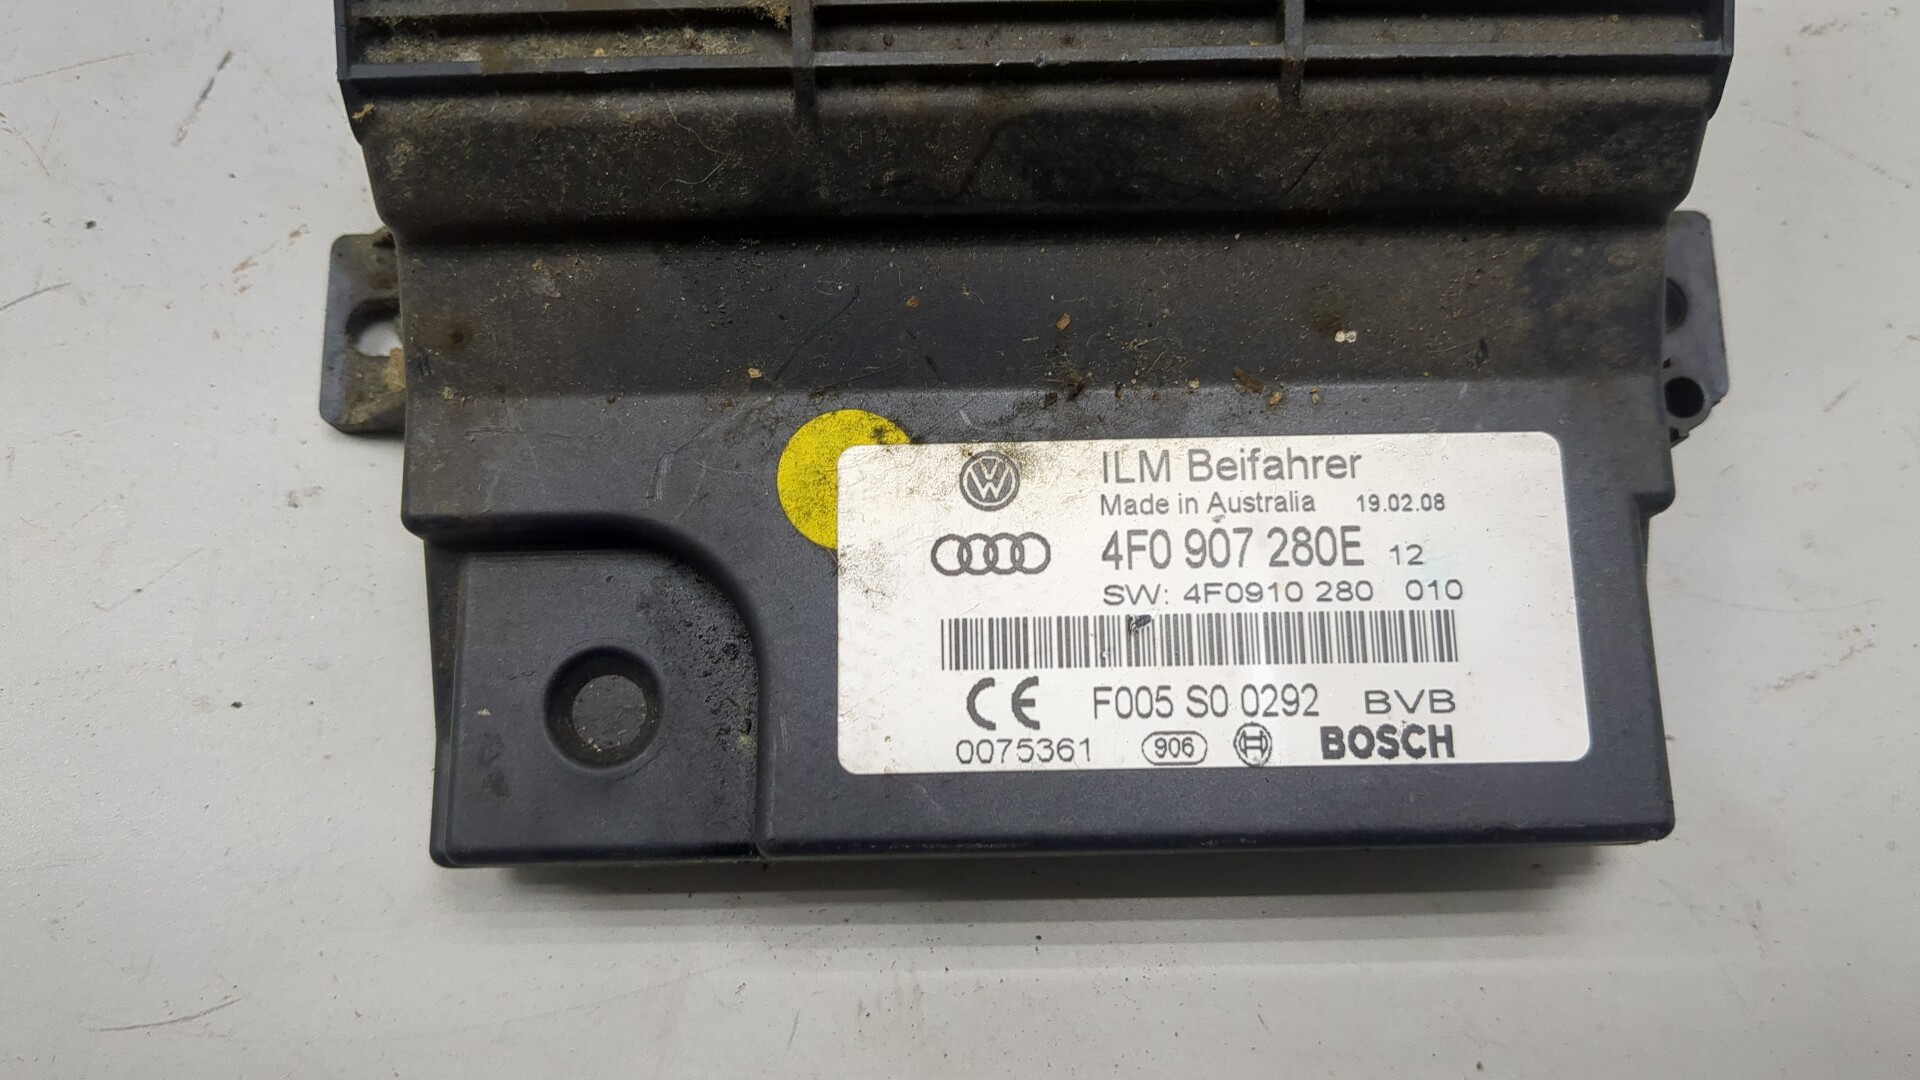 ILM Beifahrer
Made in Australia 19.02.08
4F0 907 280E 12
SW: 4F0910 280 010
CE F005 S0 0292 BVB
0075361 906 BOSCH